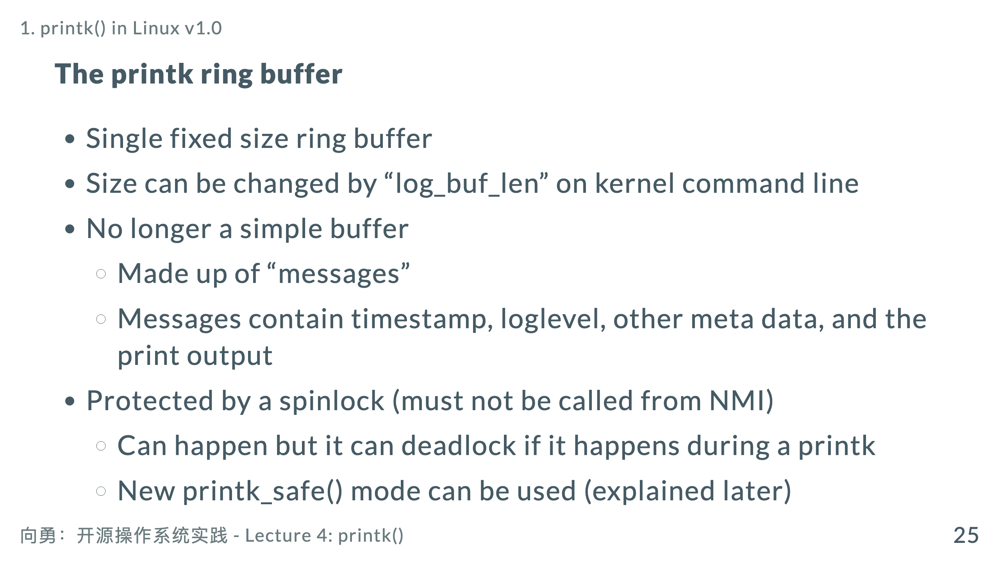 1. printk() in Linux v1.0
The printk ring buffer
• Single fixed size ring buffer
• Size can be changed by “log_buf_len” on kernel command line
• No longer a simple buffer
○ Made up of “messages”
○ Messages contain timestamp, loglevel, other meta data, and the
print output
• Protected by a spinlock (must not be called from NMI)
○ Can happen but it can deadlock if it happens during a printk
○ New printk_safe() mode can be used (explained later)
向勇：开源操作系统实践 - Lecture 4: printk()
25